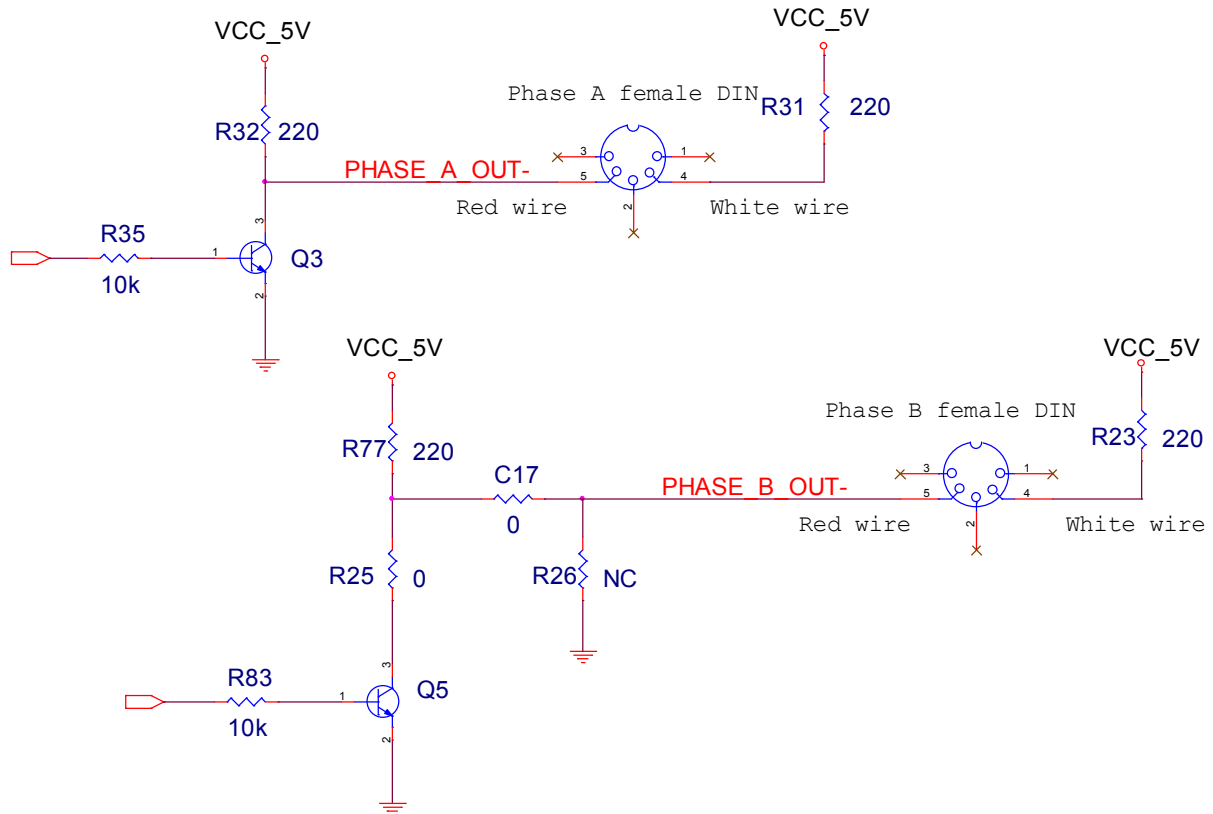 VCC_5V
VCC_5V
Phase A female DIN
R32 220
R31 220
3 1
PHASE_A_OUT-
5 4
Red wire
2
White wire
3
R35
1
Q3
10k
2
VCC_5V
VCC_5V
Phase B female DIN
R77 220
R23 220
C17
3 1
PHASE_B_OUT-
5 4
0
Red wire
2
White wire
R25 0
R26 NC
3
R83
1
Q5
10k
2